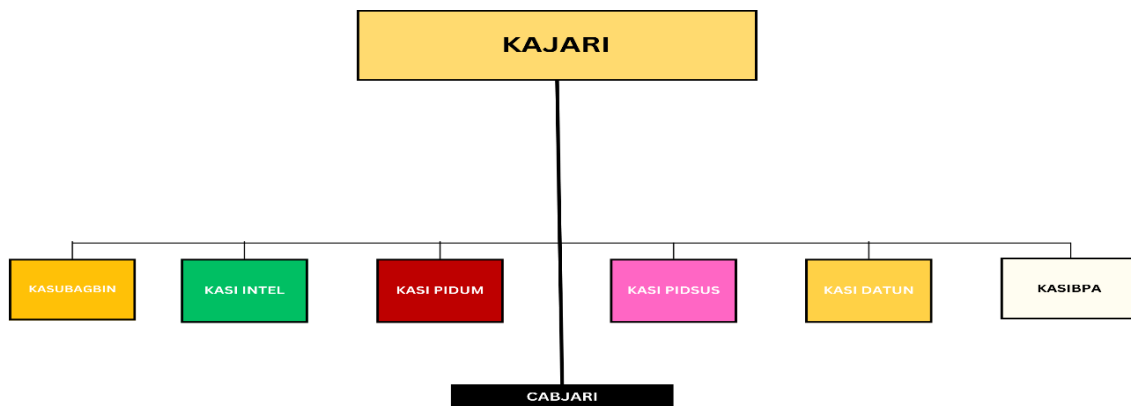 KAJARI
KASUBAGBIN
KASI INTEL
KASI PIDUM
KASI PIDSUS
KASI DATUN
KASIBPA
CABJARI